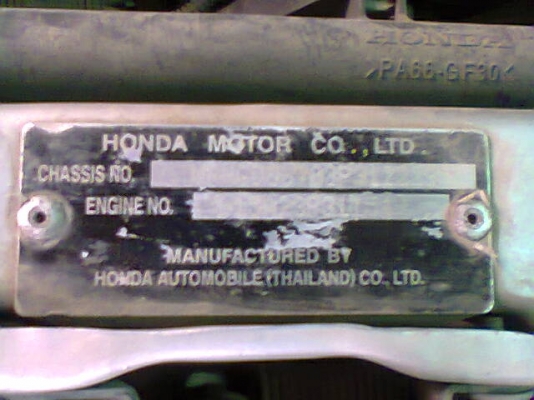 HONDA
>PA66-GF30<
HONDA MOTOR CO.,LTD.
CHASSIS NO.
ENGINE NO.
MANUFACTURED BY
HONDA AUTOMOBILE (THAILAND) CO., LTD.